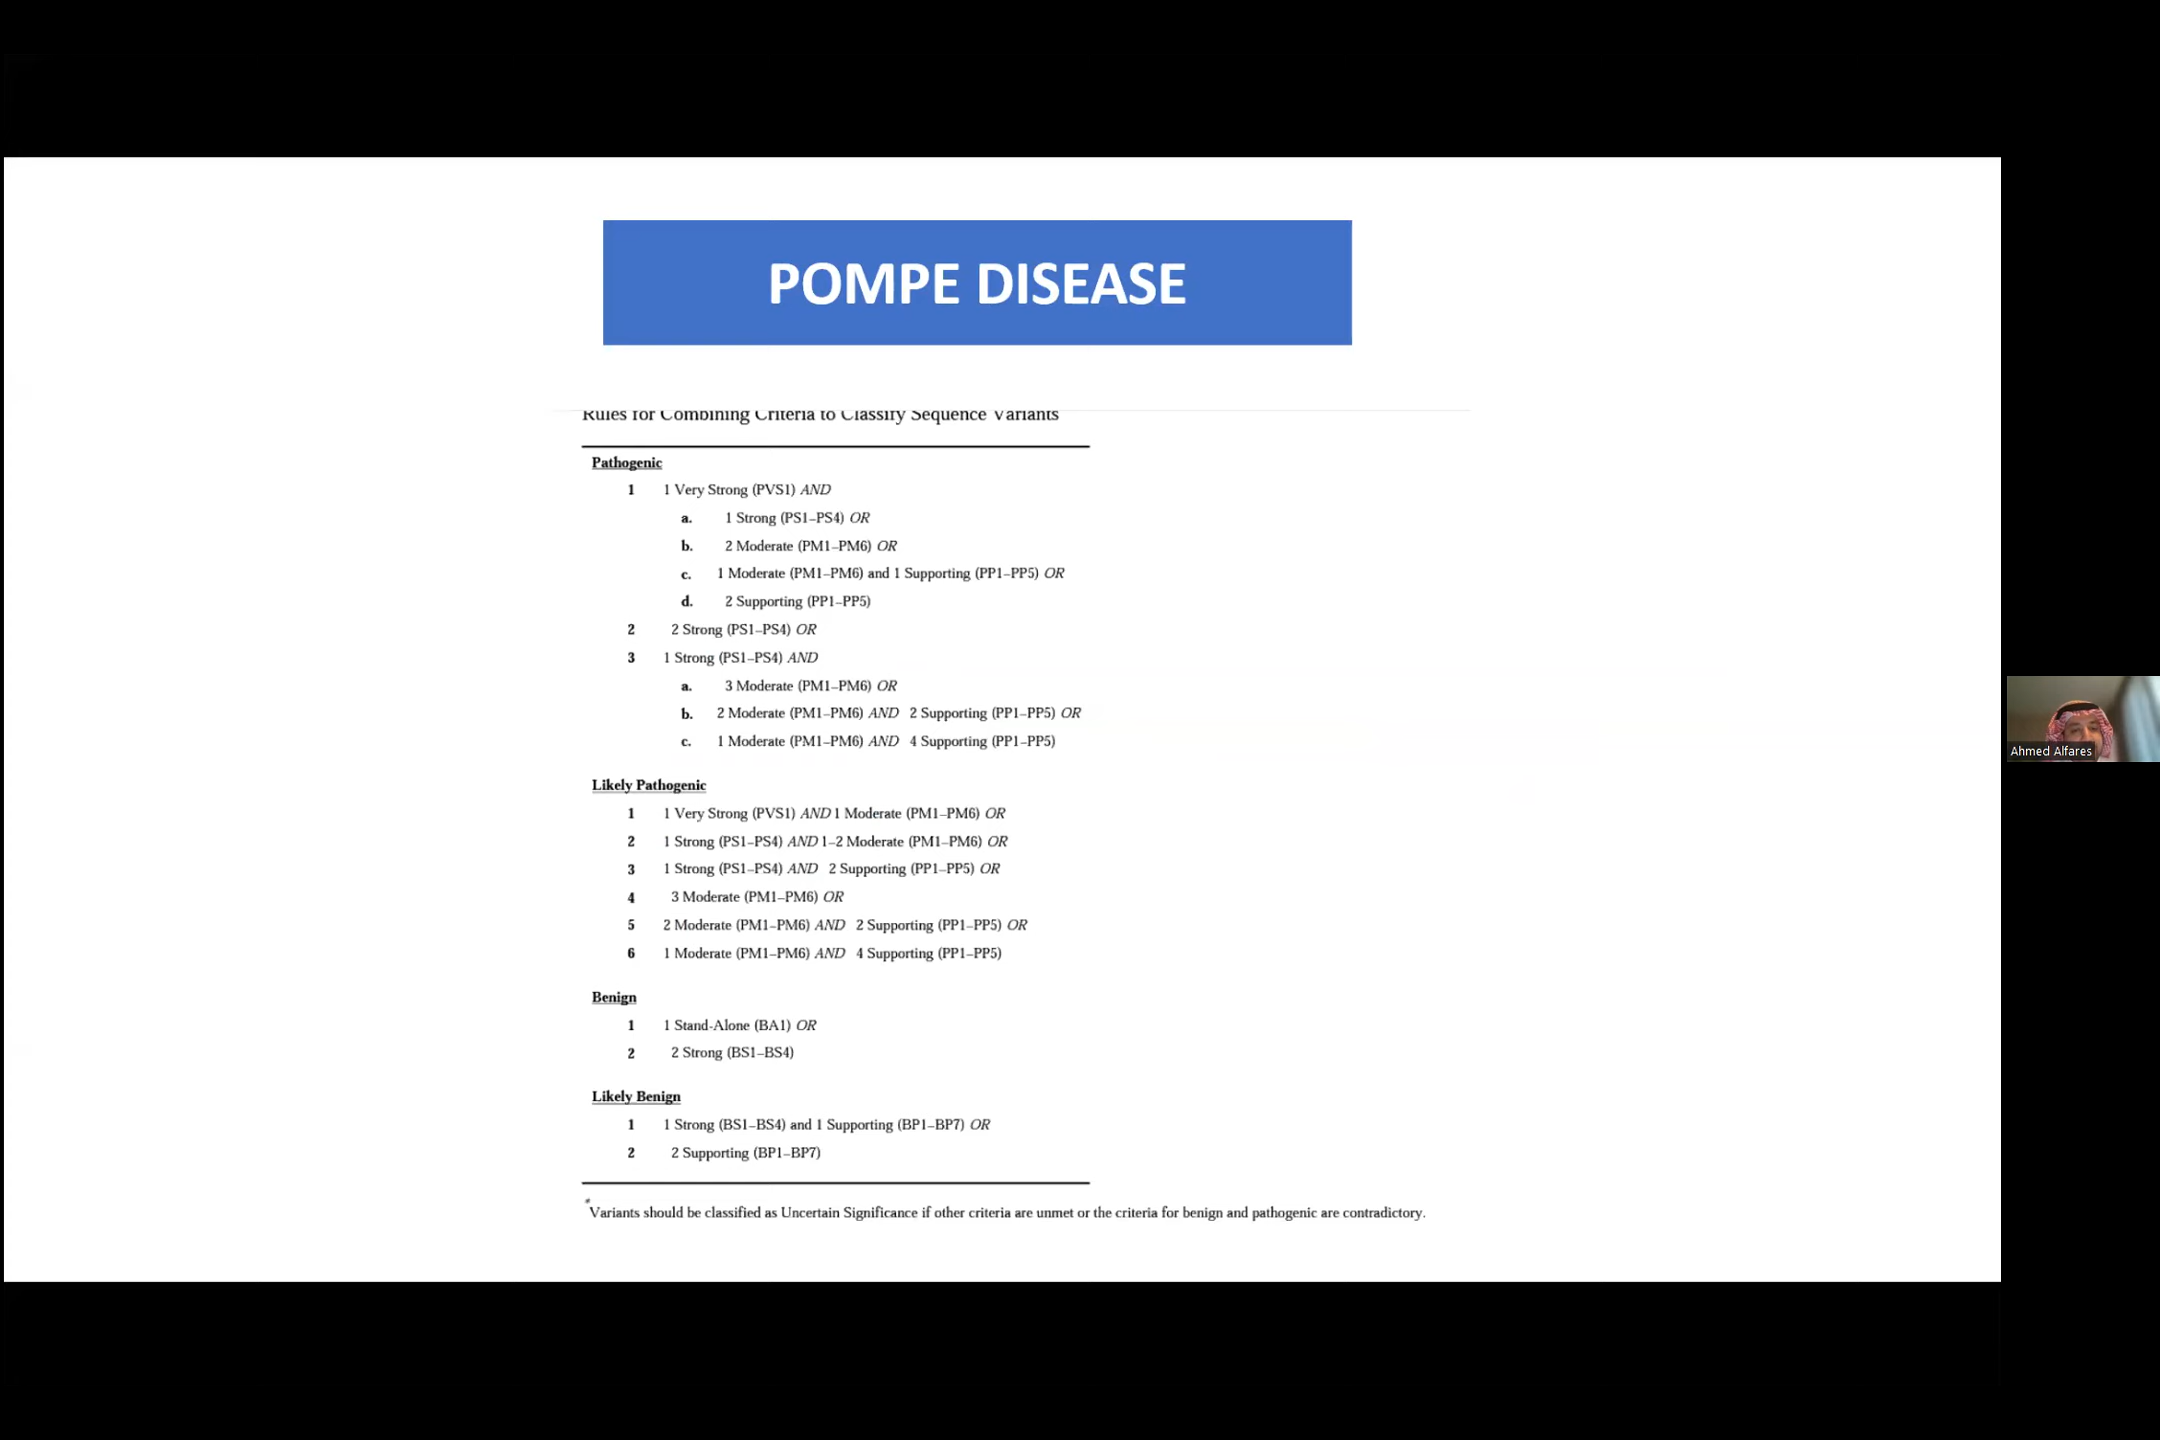 POMPE DISEASE
Rules for Combining Criteria to Classify Sequence Variants
Pathogenic
1 1 Very Strong (PVS1) AND
a. 1 Strong (PS1–PS4) OR
b. 2 Moderate (PM1–PM6) OR
c. 1 Moderate (PM1–PM6) and 1 Supporting (PP1–PP5) OR
d. 2 Supporting (PP1–PP5)
2 2 Strong (PS1–PS4) OR
3 1 Strong (PS1–PS4) AND
a. 3 Moderate (PM1–PM6) OR
b. 2 Moderate (PM1–PM6) AND 2 Supporting (PP1–PP5) OR
c. 1 Moderate (PM1–PM6) AND 4 Supporting (PP1–PP5)
Likely Pathogenic
1 1 Very Strong (PVS1) AND 1 Moderate (PM1–PM6) OR
2 1 Strong (PS1–PS4) AND 1–2 Moderate (PM1–PM6) OR
3 1 Strong (PS1–PS4) AND 2 Supporting (PP1–PP5) OR
4 3 Moderate (PM1–PM6) OR
5 2 Moderate (PM1–PM6) AND 2 Supporting (PP1–PP5) OR
6 1 Moderate (PM1–PM6) AND 4 Supporting (PP1–PP5)
Benign
1 1 Stand-Alone (BA1) OR
2 2 Strong (BS1–BS4)
Likely Benign
1 1 Strong (BS1–BS4) and 1 Supporting (BP1–BP7) OR
2 2 Supporting (BP1–BP7)
*Variants should be classified as Uncertain Significance if other criteria are unmet or the criteria for benign and pathogenic are contradictory.
Ahmed Alfares